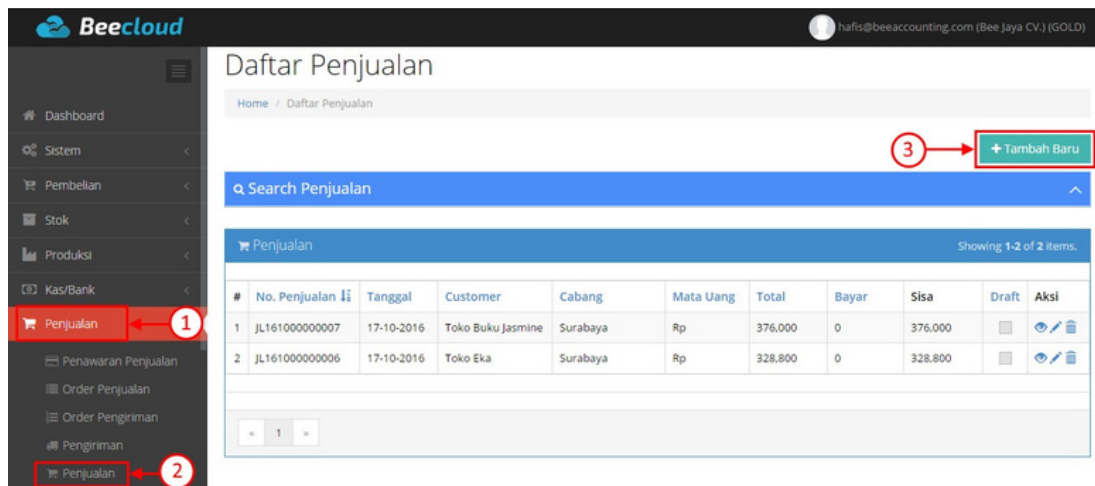 Beecloud
hafis@beeaccounting.com (Bee Jaya CV.) (GOLD)
Daftar Penjualan
Home / Daftar Penjualan
Dashboard
Sistem
Pembelian
Stok
Produksi
Kas/Bank
Penjualan
1
Penawaran Penjualan
Order Penjualan
Order Pengiriman
Pengiriman
Penjualan
2
3
+ Tambah Baru
Search Penjualan
Penjualan Showing 1-2 of 2 items.
# No. Penjualan Tanggal Customer Cabang Mata Uang Total Bayar Sisa Draft Aksi
1 JL161000000007 17-10-2016 Toko Buku Jasmine Surabaya Rp 376,000 0 376,000
2 JL161000000006 17-10-2016 Toko Eka Surabaya Rp 328,800 0 328,800
« 1 »